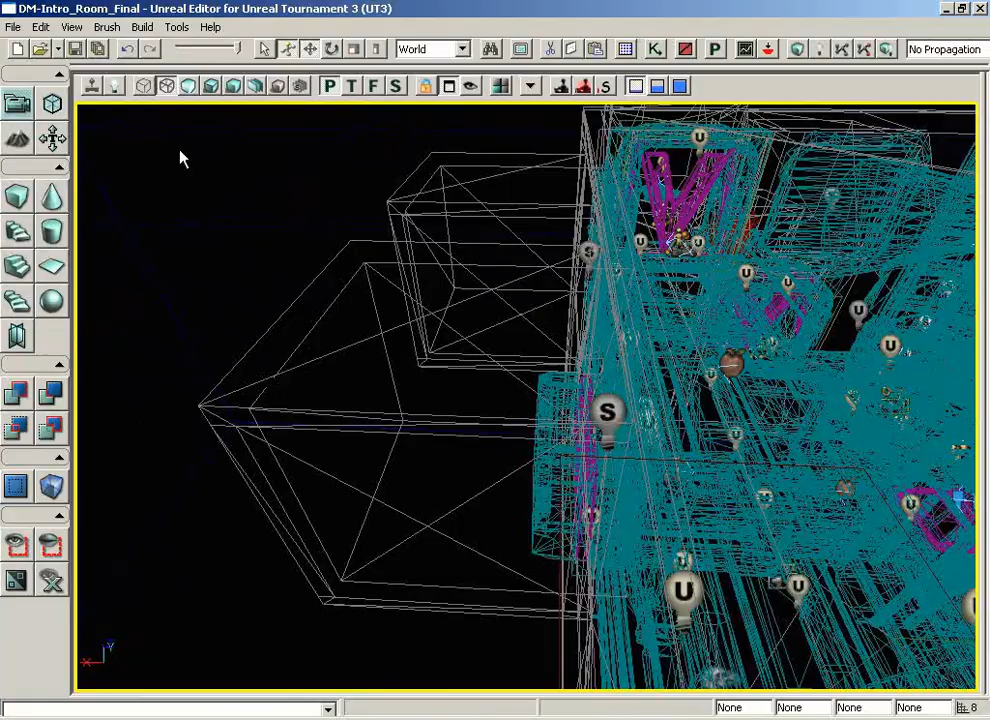 DM-Intro_Room_Final - Unreal Editor for Unreal Tournament 3 (UT3)
File Edit View Brush Build Tools Help
World
K
P
No Propagation
P T F S
S
U
U U
S
U
U
U
U
U
U
S
U
U
U
U
Y
X
None None None None 8